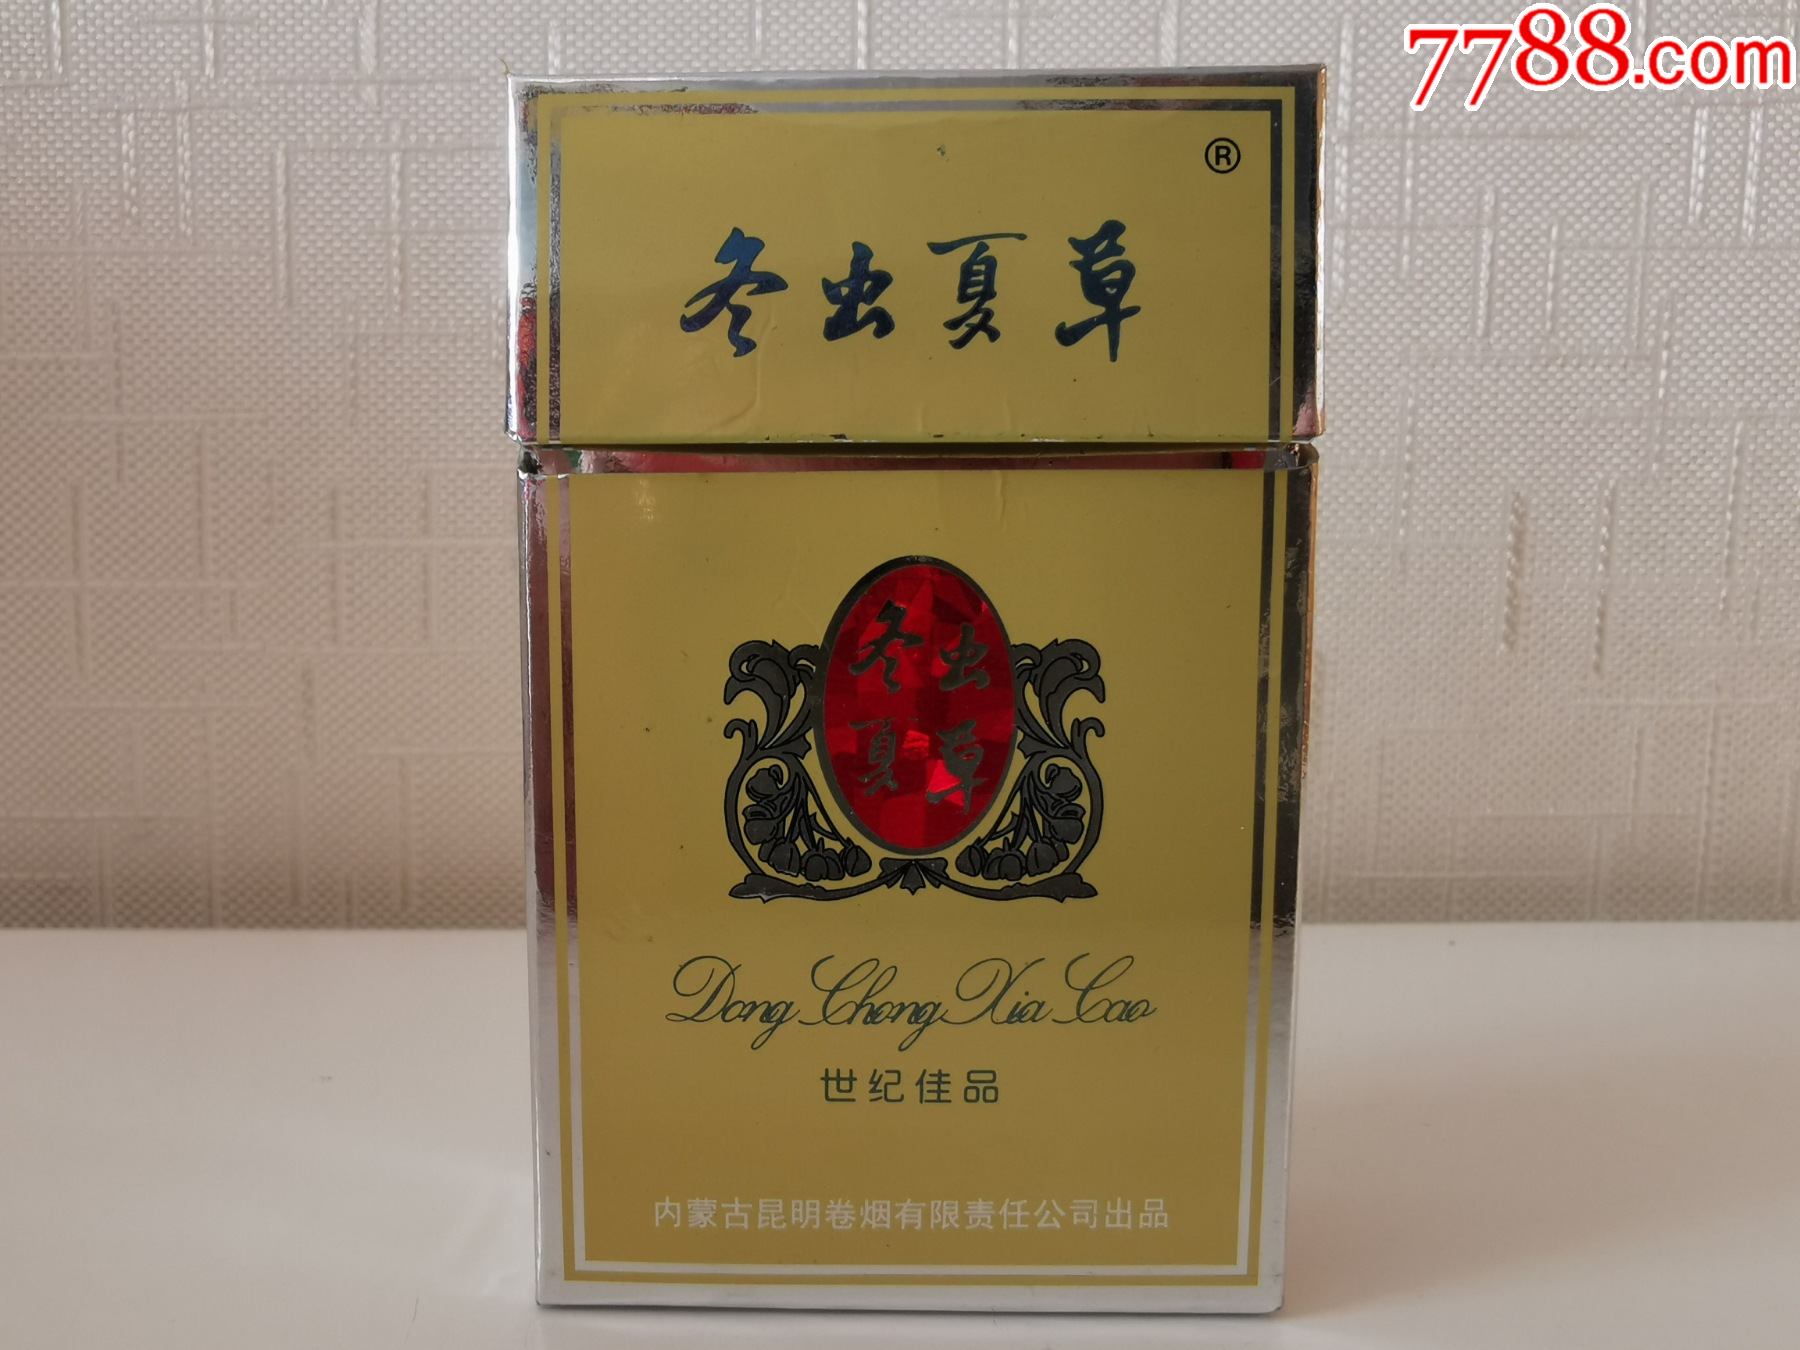 7788.com
®
冬虫夏草
冬虫
夏草
Dong Chong Xia Cao
世纪佳品
内蒙古昆明卷烟有限责任公司出品